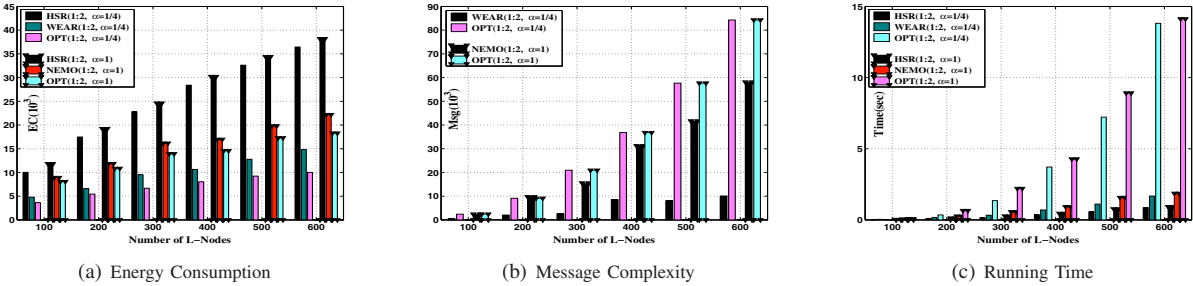 45
40
35
30
25
20
15
10
5
0
EC(10³)
HSR(1:2, α=1/4)
WEAR(1:2, α=1/4)
OPT(1:2, α=1/4)
HSR(1:2, α=1)
NEMO(1:2, α=1)
OPT(1:2, α=1)
100 200 300 400 500 600
Number of L−Nodes
(a) Energy Consumption
90
80
70
60
50
40
30
20
10
0
Msg(10³)
WEAR(1:2, α=1/4)
OPT(1:2, α=1/4)
NEMO(1:2, α=1)
OPT(1:2, α=1)
100 200 300 400 500 600
Number of L−Nodes
(b) Message Complexity
15
10
5
0
Time(sec)
HSR(1:2, α=1/4)
WEAR(1:2, α=1/4)
OPT(1:2, α=1/4)
HSR(1:2, α=1)
NEMO(1:2, α=1)
OPT(1:2, α=1)
100 200 300 400 500 600
Number of L−Nodes
(c) Running Time